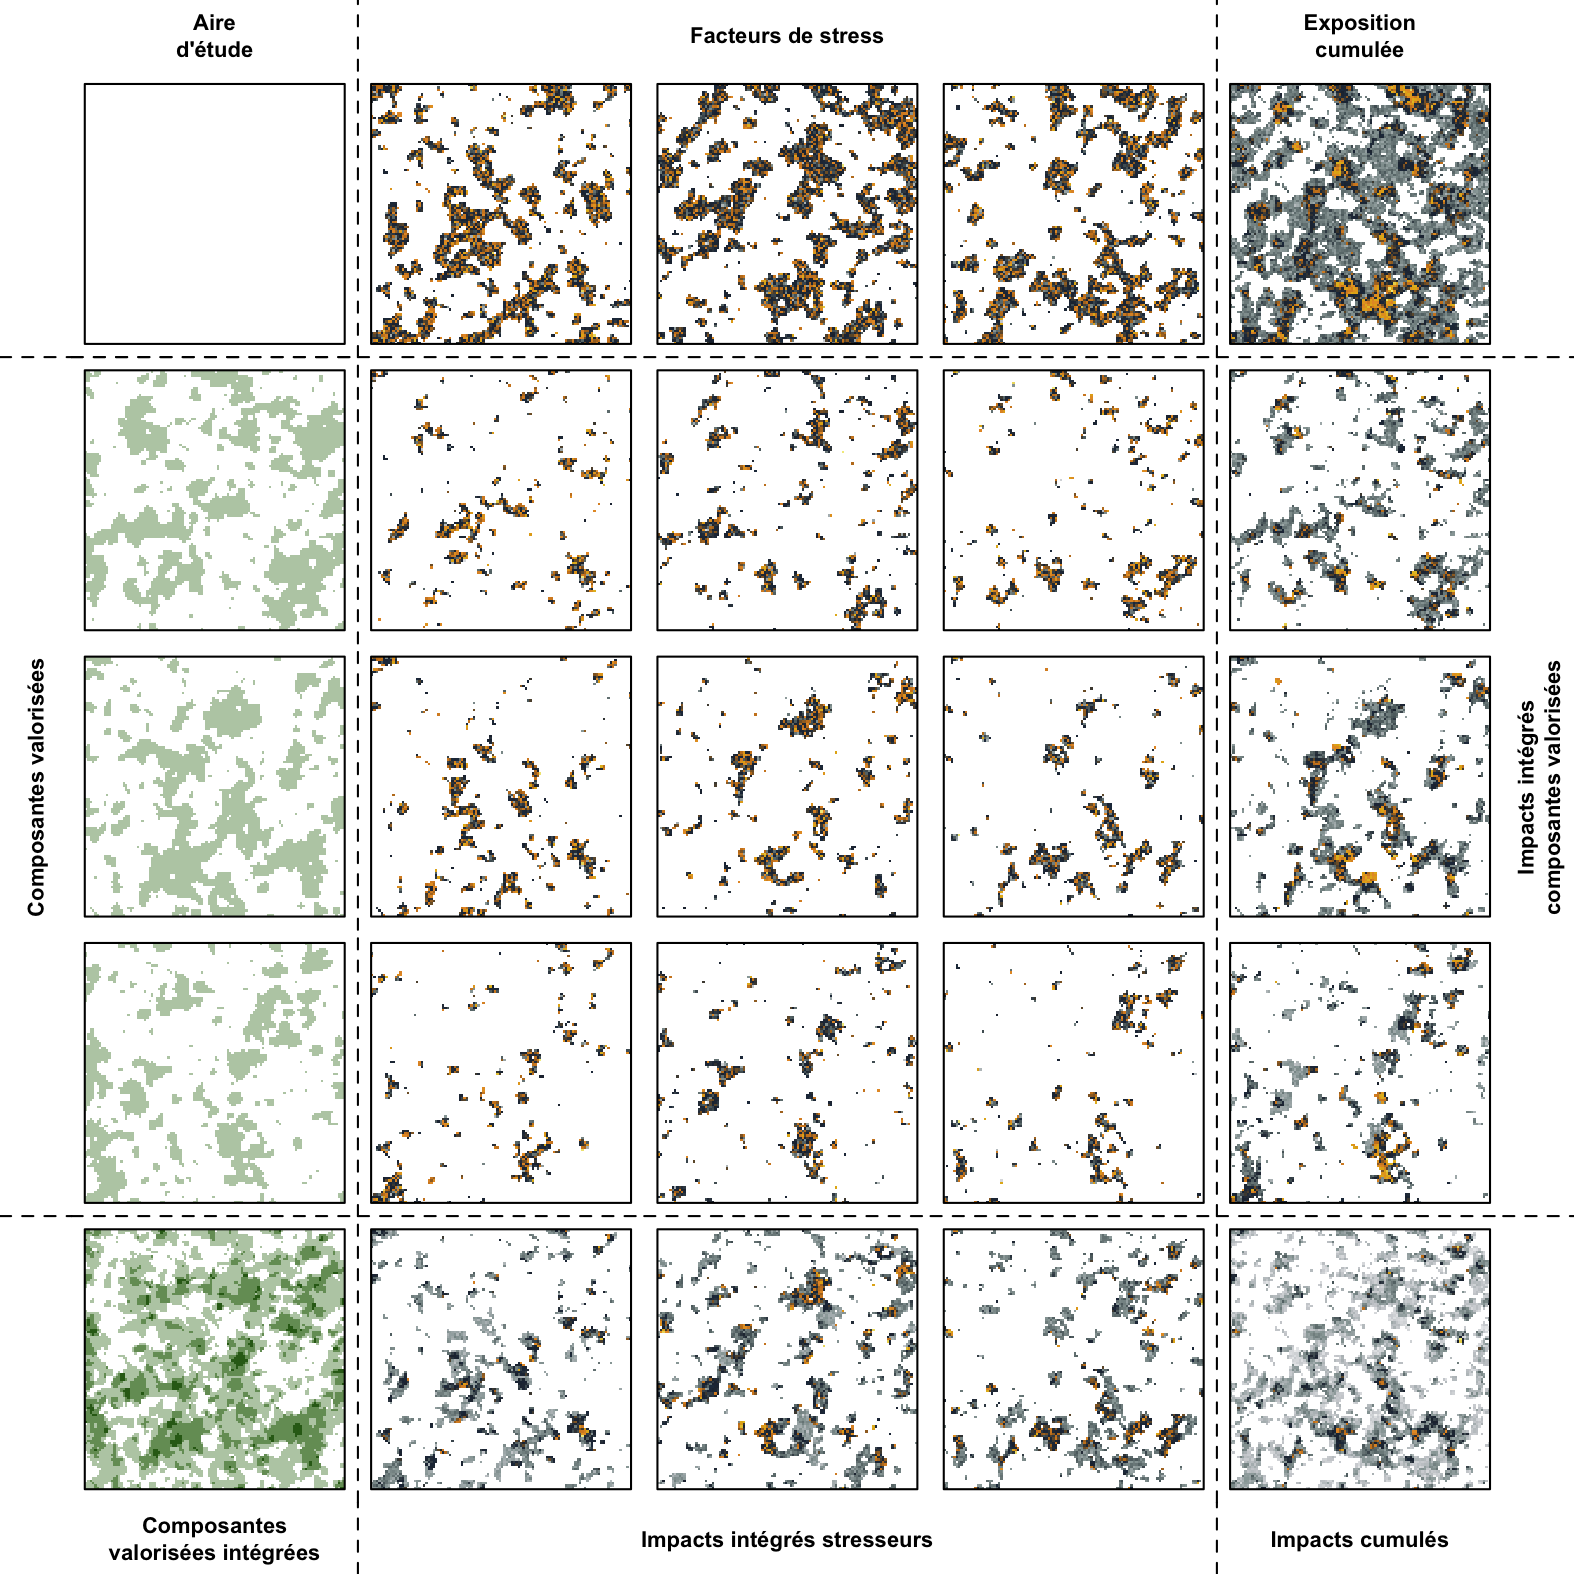 Aire
d'étude
Facteurs de stress
Exposition
cumulée
Composantes valorisées
Impacts intégrés
composantes valorisées
Composantes
valorisées intégrées
Impacts intégrés stresseurs
Impacts cumulés